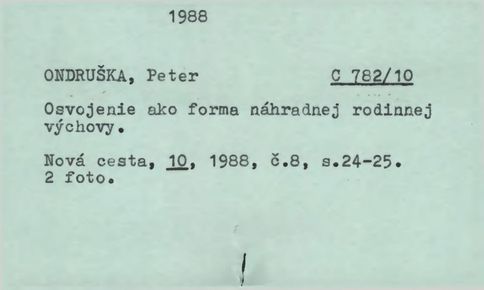 1988
ONDRUŠKA, Peter C 782/10
Osvojenie ako forma náhradnej rodinnej
výchovy.
Nová cesta, 10, 1988, č.8, s.24-25.
2 foto.